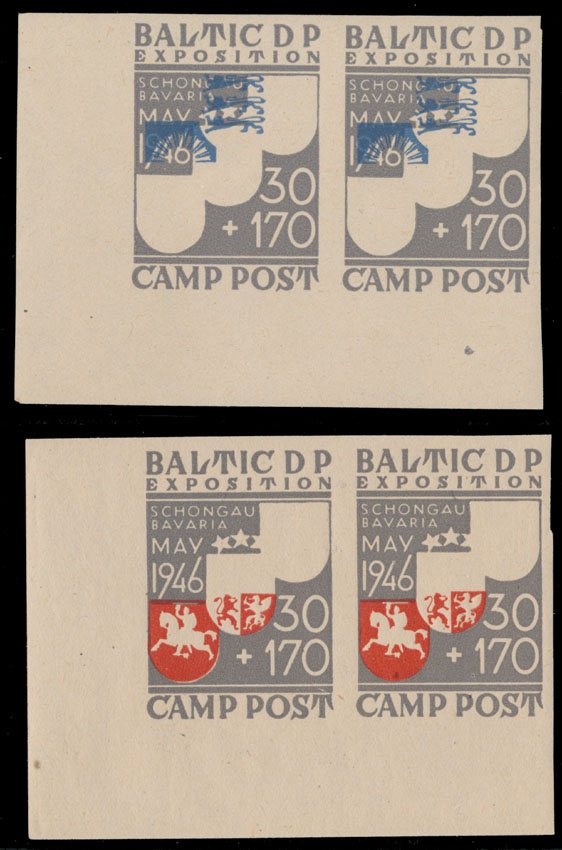 BALTIC D P
EXPOSITION
SCHONGAU
BAVARIA
MAY
1946
30
+ 170
CAMP POST
BALTIC D P
EXPOSITION
SCHONGAU
BAVARIA
MAY
1946
30
+ 170
CAMP POST
BALTIC D P
EXPOSITION
SCHONGAU
BAVARIA
MAY
1946
30
+ 170
CAMP POST
BALTIC D P
EXPOSITION
SCHONGAU
BAVARIA
MAY
1946
30
+ 170
CAMP POST